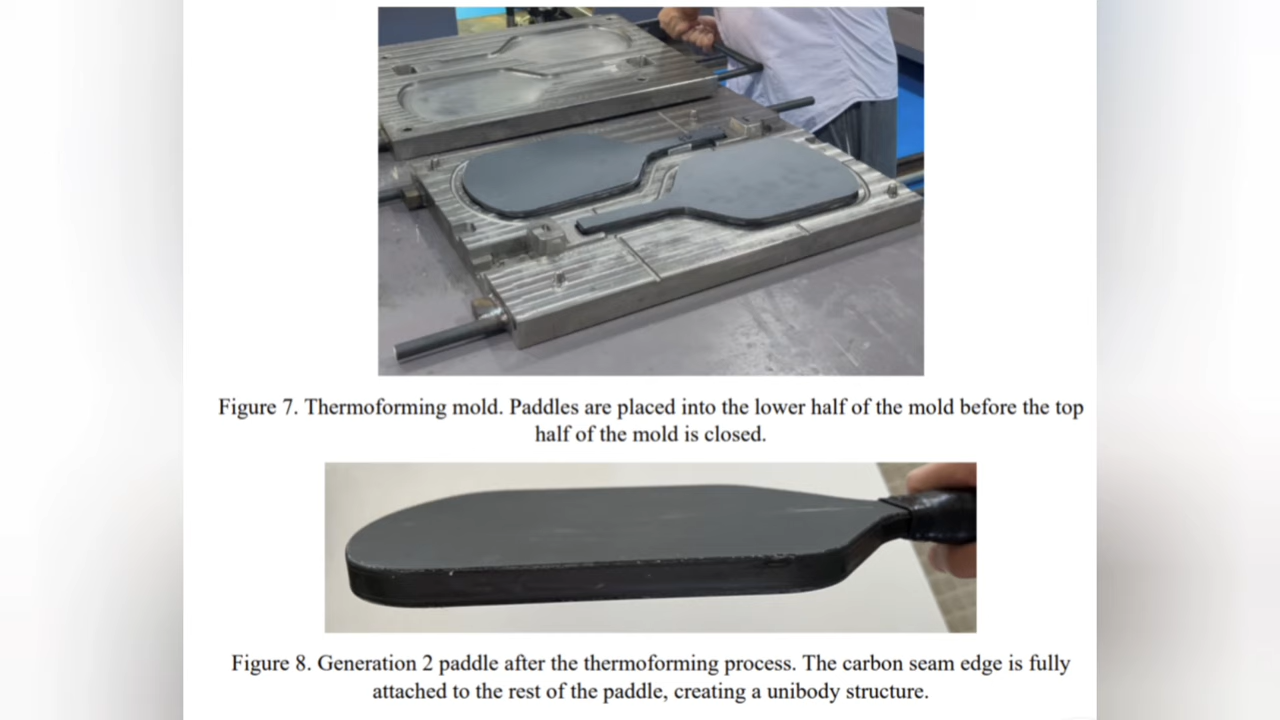 Figure 7. Thermoforming mold. Paddles are placed into the lower half of the mold before the top
half of the mold is closed.
Figure 8. Generation 2 paddle after the thermoforming process. The carbon seam edge is fully
attached to the rest of the paddle, creating a unibody structure.